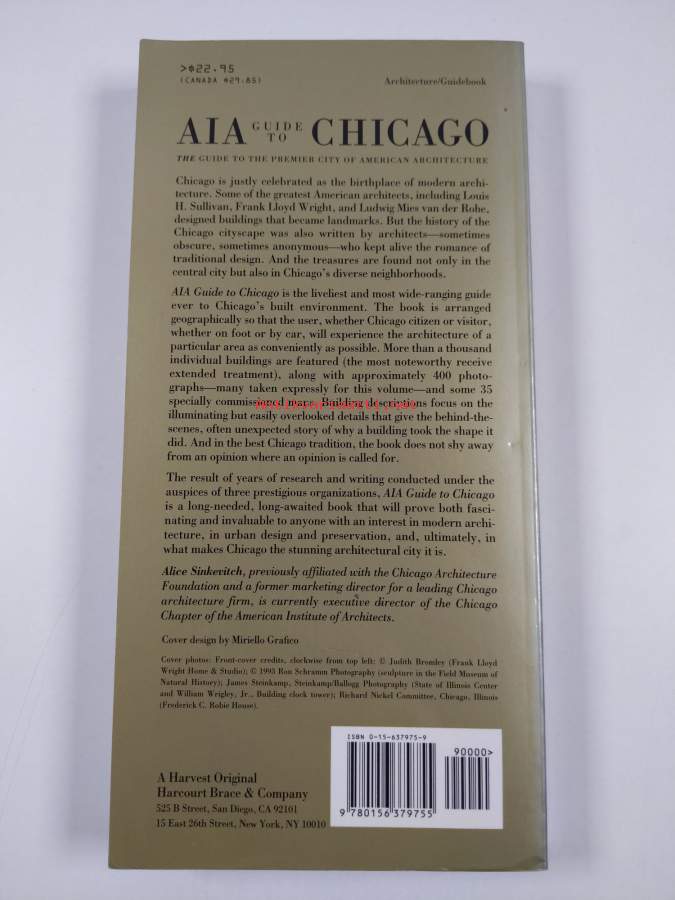 >$22.95
(CANADA $29.85)
Architecture/Guidebook
AIA GUIDE TO CHICAGO
THE GUIDE TO THE PREMIER CITY OF AMERICAN ARCHITECTURE
Chicago is justly celebrated as the birthplace of modern archi-
tecture. Some of the greatest American architects, including Louis
H. Sullivan, Frank Lloyd Wright, and Ludwig Mies van der Rohe,
designed buildings that became landmarks. But the history of the
Chicago cityscape was also written by architects—sometimes
obscure, sometimes anonymous—who kept alive the romance of
traditional design. And the treasures are found not only in the
central city but also in Chicago's diverse neighborhoods.
AIA Guide to Chicago is the liveliest and most wide-ranging guide
ever to Chicago's built environment. The book is arranged
geographically so that the user, whether Chicago citizen or visitor,
whether on foot or by car, will experience the architecture of a
particular area as conveniently as possible. More than a thousand
individual buildings are featured (the most noteworthy receive
extended treatment), along with approximately 400 photo-
graphs—many taken expressly for this volume—and some 35
specially commissioned maps. Building descriptions focus on the
illuminating but easily overlooked details that give the behind-the-
scenes, often unexpected story of why a building took the shape it
did. And in the best Chicago tradition, the book does not shy away
from an opinion where an opinion is called for.
The result of years of research and writing conducted under the
auspices of three prestigious organizations, AIA Guide to Chicago
is a long-needed, long-awaited book that will prove both fasci-
nating and invaluable to anyone with an interest in modern archi-
tecture, in urban design and preservation, and, ultimately, in
what makes Chicago the stunning architectural city it is.
Alice Sinkevitch, previously affiliated with the Chicago Architecture
Foundation and a former marketing director for a leading Chicago
architecture firm, is currently executive director of the Chicago
Chapter of the American Institute of Architects.
Cover design by Miriello Grafico
Cover photos: Front-cover credits, clockwise from top left: © Judith Bromley (Frank Lloyd
Wright Home & Studio); © 1993 Ron Schramm Photography (sculpture in the Field Museum of
Natural History); James Steinkamp, Steinkamp/Ballogg Photography (State of Illinois Center
and William Wrigley, Jr., Building clock tower); Richard Nickel Committee, Chicago, Illinois
(Frederick C. Robie House).
ISBN 0-15-637975-9
90000>
9 780156 379755
A Harvest Original
Harcourt Brace & Company
525 B Street, San Diego, CA 92101
15 East 26th Street, New York, NY 10010